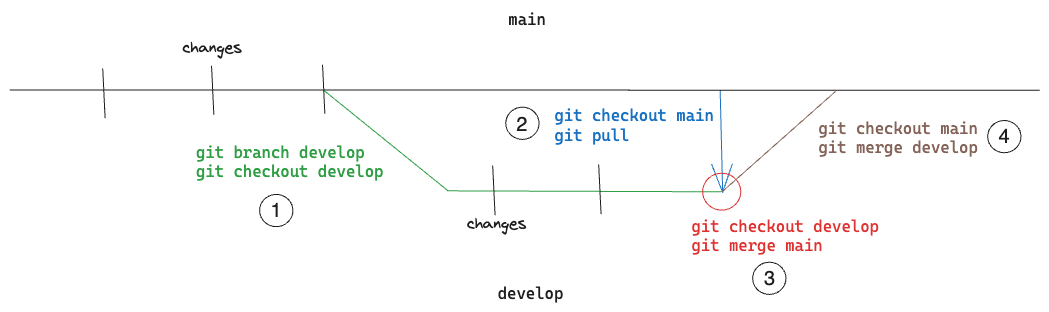 main
changes
git branch develop
git checkout develop
1
2
git checkout main
git pull
git checkout main
git merge develop
4
changes
git checkout develop
git merge main
3
develop